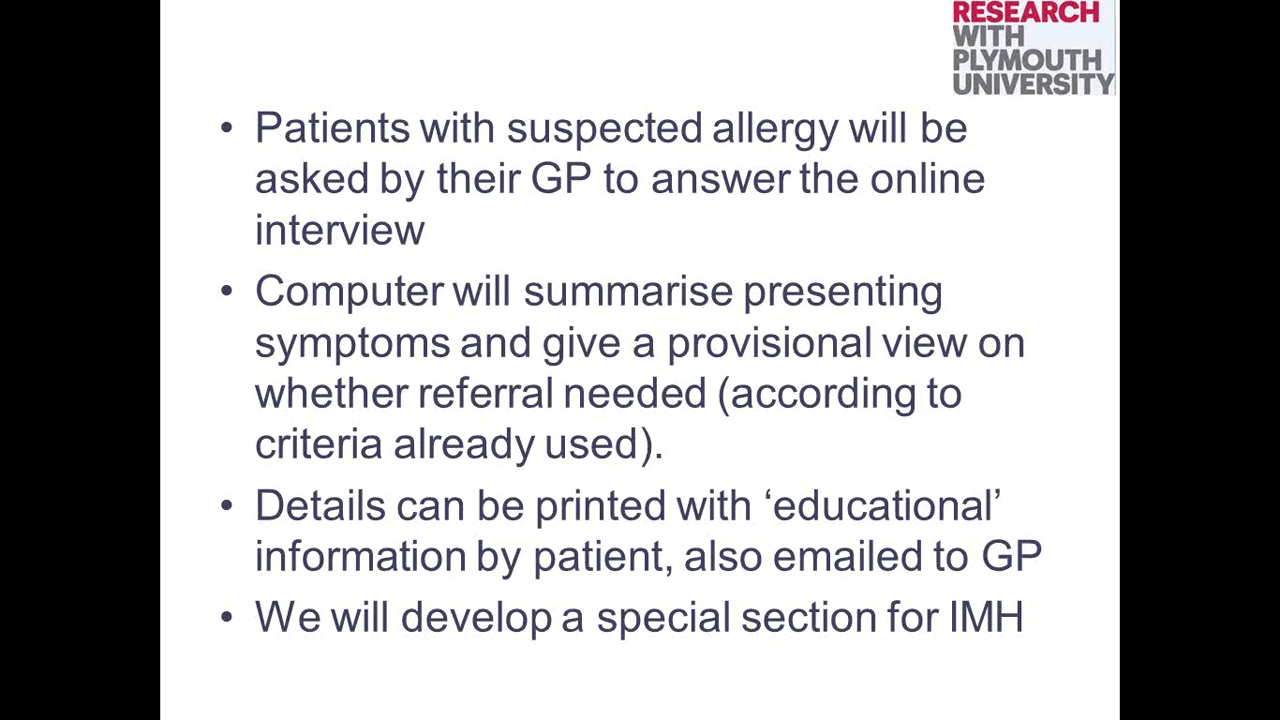 RESEARCH
WITH
PLYMOUTH
UNIVERSITY
• Patients with suspected allergy will be
asked by their GP to answer the online
interview
• Computer will summarise presenting
symptoms and give a provisional view on
whether referral needed (according to
criteria already used).
• Details can be printed with ‘educational’
information by patient, also emailed to GP
• We will develop a special section for IMH